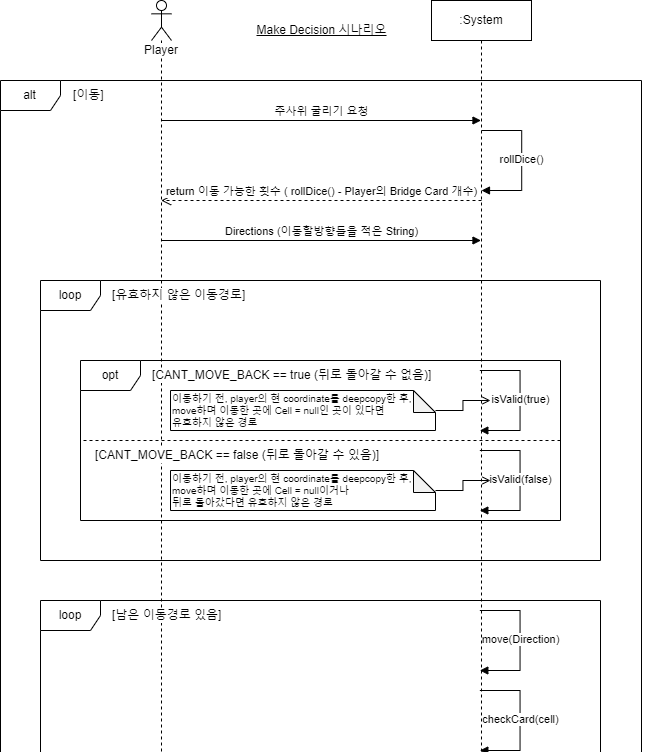 Make Decision 시나리오
:System
Player
alt
[이동]
주사위 굴리기 요청
rollDice()
return 이동 가능한 횟수 ( rollDice() - Player의 Bridge Card 개수)
Directions (이동할방향들을 적은 String)
loop
[유효하지 않은 이동경로]
opt
[CANT_MOVE_BACK == true (뒤로 돌아갈 수 없음)]
이동하기 전, player의 현 coordinate를 deepcopy한 후,
move하며 이동한 곳에 Cell = null인 곳이 있다면
유효하지 않은 경로
isValid(true)
[CANT_MOVE_BACK == false (뒤로 돌아갈 수 있음)]
이동하기 전, player의 현 coordinate를 deepcopy한 후,
move하며 이동한 곳에 Cell = null이거나
뒤로 돌아갔다면 유효하지 않은 경로
isValid(false)
loop
[남은 이동경로 있음]
move(Direction)
checkCard(cell)